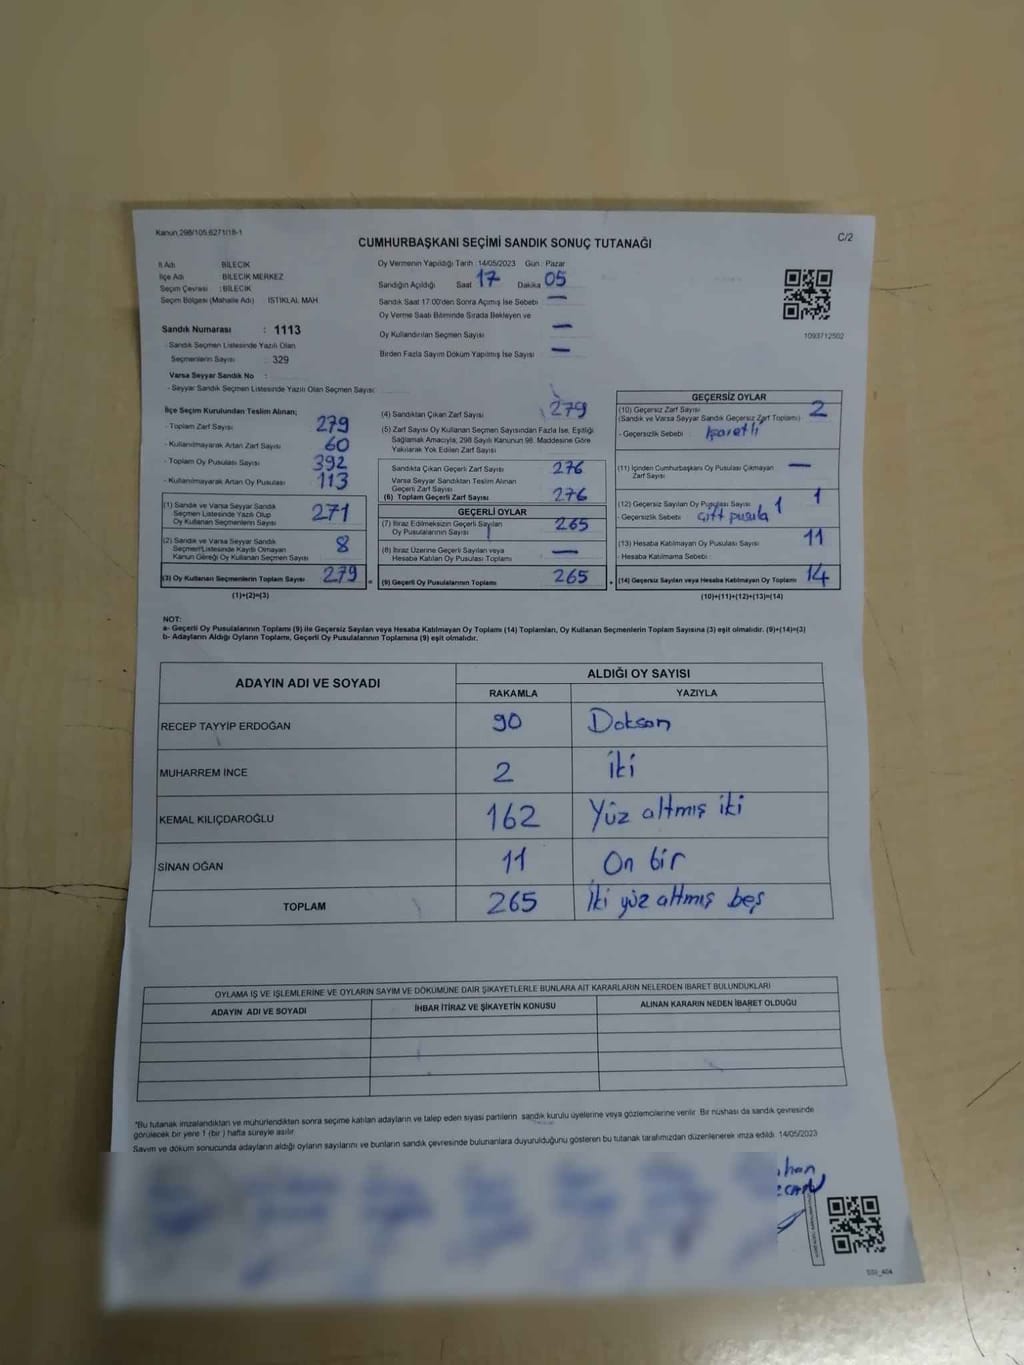 Kanun,298/105,6271/18-1
C/2
CUMHURBAŞKANI SEÇİMİ SANDIK SONUÇ TUTANAĞI
İl Adı BİLECİK
İlçe Adı BİLECİK MERKEZ
Seçim Çevresi :BİLECİK
Seçim Bölgesi (Mahalle Adı) İSTİKLAL MAH.
Sandık Numarası : 1113
- Sandık Seçmen Listesinde Yazılı Olan
Seçmenlerin Sayısı : 329
Varsa Seyyar Sandık No :
- Seyyar Sandık Seçmen Listesinde Yazılı Olan Seçmen Sayısı:
Oy Vermenin Yapıldığı Tarih :14/05/2023 Gün : Pazar
Sandığın Açıldığı Saat 17 Dakika 05
Sandık Saat 17:00'den Sonra Açımış İse Sebebi —
Oy Verme Saati Bitiminde Sırada Bekleyen ve
Oy Kullandırılan Seçmen Sayısı —
Birden Fazla Sayım Döküm Yapılmış İse Sayısı —
1093712502
İlçe Seçim Kurulundan Teslim Alınan;
- Toplam Zarf Sayısı 279
- Kullanılmayarak Artan Zarf Sayısı 60
- Toplam Oy Pusulası Sayısı 392
- Kullanılmayarak Artan Oy Pusulası 113
(1) Sandık ve Varsa Seyyar Sandık
Seçmen Listesinde Yazılı Olup
Oy Kullanan Seçmenlerin Sayısı 271
(2) Sandık ve Varsa Seyyar Sandık
Seçmen Listesinde Kayıtlı Olmayan
Kanun Gereği Oy Kullanan Seçmen Sayısı 8
(3) Oy Kullanan Seçmenlerin Toplam Sayısı 279
(1)+(2)=(3)
(4) Sandıktan Çıkan Zarf Sayısı 279
(5) Zarf Sayısı Oy Kullanan Seçmen Sayısından Fazla İse, Eşitliği
Sağlamak Amacıyla; 298 Sayılı Kanunun 98. Maddesine Göre
Yakılarak Yok Edilen Zarf Sayısı
Sandıkta Çıkan Geçerli Zarf Sayısı 276
Varsa Seyyar Sandıktan Teslim Alınan
Geçerli Zarf Sayısı
(6) Toplam Geçerli Zarf Sayısı 276
GEÇERLİ OYLAR
(7) İtiraz Edilmeksizin Geçerli Sayılan
Oy Pusulalarının Sayısı 265
(8) İtiraz Üzerine Geçerli Sayılan veya
Hesaba Katılan Oy Pusulası Toplamı —
= (9) Geçerli Oy Pusulalarının Toplamı 265
GEÇERSİZ OYLAR
(10) Geçersiz Zarf Sayısı 2
(Sandık ve Varsa Seyyar Sandık Geçersiz Zarf Toplamı)
- Geçersizlik Sebebi : İşaretli
(11) İçinden Cumhurbaşkanı Oy Pusulası Çıkmayan —
Zarf Sayısı
(12) Geçersiz Sayılan Oy Pusulası Sayısı 1 1
- Geçersizlik Sebebi çift pusula
(13) Hesaba Katılmayan Oy Pusulası Sayısı 11
- Hesaba Katılmama Sebebi :
+ (14) Geçersiz Sayılan veya Hesaba Katılmayan Oy Toplamı 14
(10)+(11)+(12)+(13)=(14)
NOT:
a- Geçerli Oy Pusulalarının Toplamı (9) ile Geçersiz Sayılan veya Hesaba Katılmayan Oy Toplamı (14) Toplamları, Oy Kullanan Seçmenlerin Toplam Sayısına (3) eşit olmalıdır. (9)+(14)=(3)
b- Adayların Aldığı Oyların Toplamı, Geçerli Oy Pusulalarının Toplamına (9) eşit olmalıdır.
ADAYIN ADI VE SOYADI
ALDIĞI OY SAYISI
RAKAMLA YAZIYLA
RECEP TAYYİP ERDOĞAN 90 Doksan
MUHARREM İNCE 2 İki
KEMAL KILIÇDAROĞLU 162 Yüz altmış iki
SİNAN OĞAN 11 On bir
TOPLAM 265 İki yüz altmış beş
OYLAMA İŞ VE İŞLEMLERİNE VE OYLARIN SAYIM VE DÖKÜMÜNE DAİR ŞİKAYETLERLE BUNLARA AİT KARARLARIN NELERDEN İBARET BULUNDUKLARI
ADAYIN ADI VE SOYADI İHBAR İTİRAZ VE ŞİKAYETİN KONUSU ALINAN KARARIN NEDEN İBARET OLDUĞU
*Bu tutanak imzalandıktan ve mühürlendikten sonra seçime katılan adayların ve talep eden siyasi partilerin sandık kurulu üyelerine veya gözlemcilerine verilir. Bir nüshası da sandık çevresinde
görülecek bir yere 1 (bir ) hafta süreyle asılır.
Sayım ve döküm sonucunda adayların aldığı oyların sayılarını ve bunların sandık çevresinde bulunanlara duyurulduğunu gösteren bu tutanak tarafımızdan düzenlenerek imza edildi. 14/05/2023